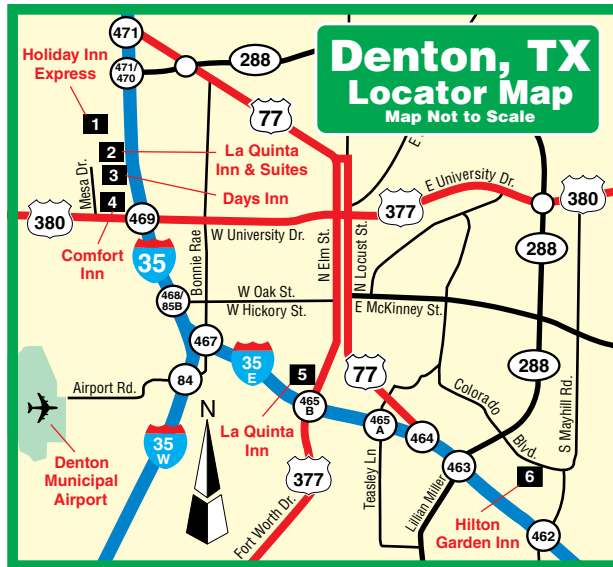 Denton, TX
Locator Map
Map Not to Scale
471
Holiday Inn
Express
471/
470
288
77
1
2
La Quinta
Inn & Suites
3
Days Inn
Mesa Dr.
4
E University Dr.
380
469
377
380
W University Dr.
Comfort
Inn
35
Bonnie Rae
N Elm St.
N Locust St.
288
468/
85B
W Oak St.
W Hickory St.
E McKinney St.
467
35
E
288
84
Airport Rd.
5
77
465
B
465
A
464
Colorado
Blvd.
S Mayhill Rd.
N
La Quinta
Inn
35
W
Denton
Municipal
Airport
377
Teasley Ln
463
Lillian Miller
6
Hilton
Garden Inn
462
Fort Worth Dr.